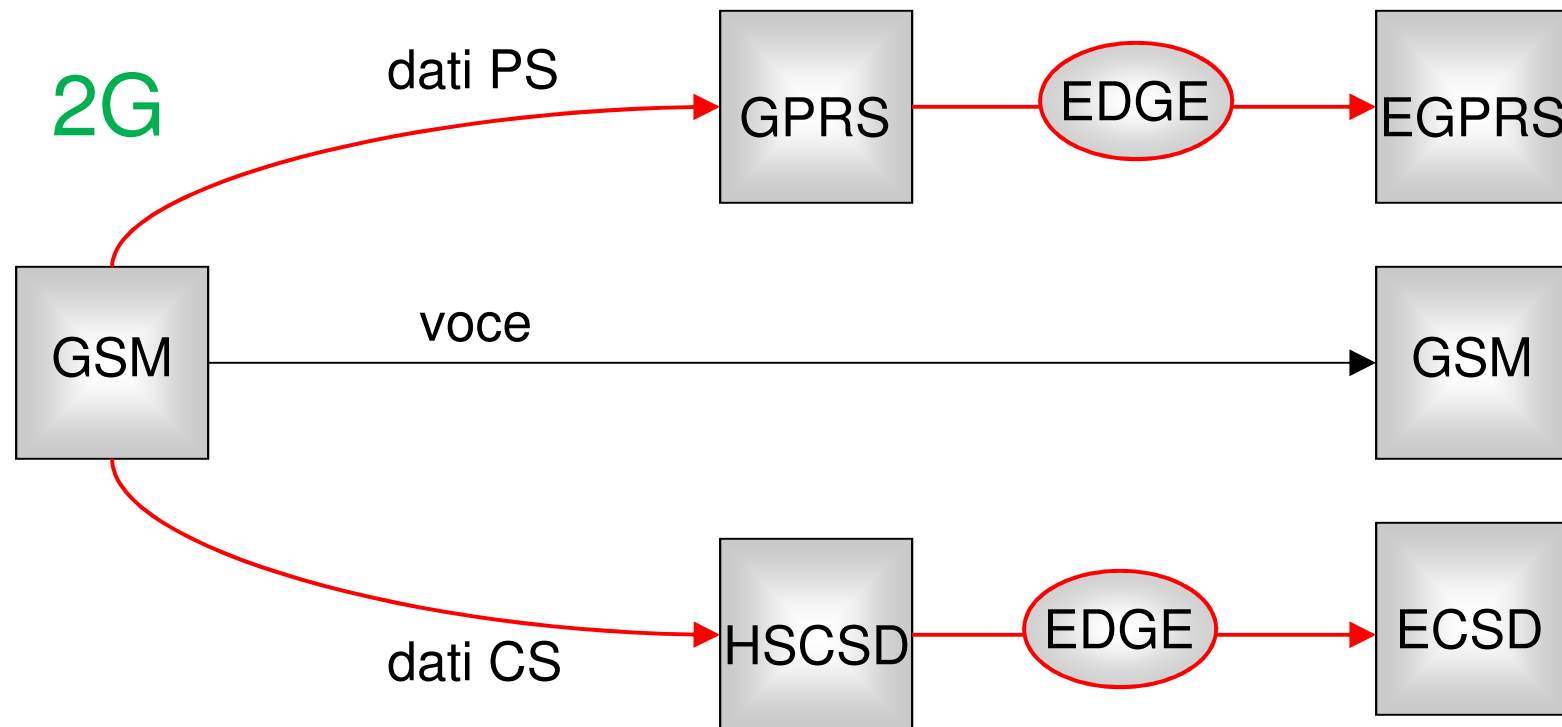 2G
dati PS
GPRS
EDGE
EGPRS
GSM
voce
GSM
dati CS
HSCSD
EDGE
ECSD